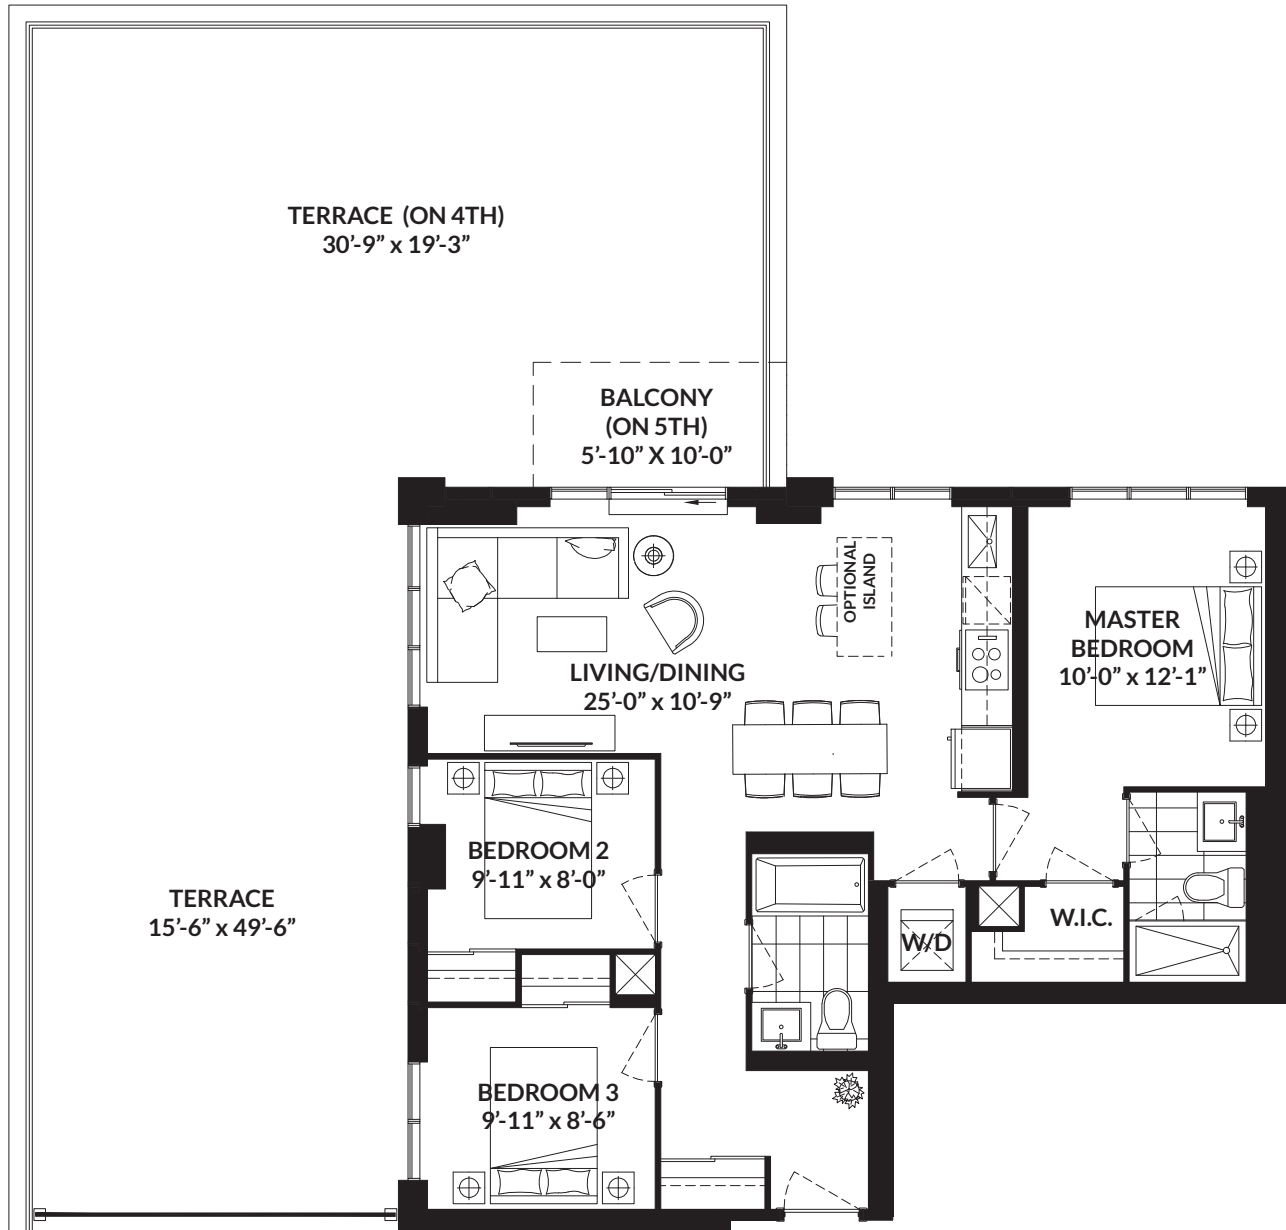 TERRACE (ON 4TH)
30’-9” x 19’-3”
BALCONY
(ON 5TH)
5’-10” X 10’-0”
OPTIONAL
ISLAND
MASTER
BEDROOM
10’-0” x 12’-1”
LIVING/DINING
25’-0” x 10’-9”
BEDROOM 2
9’-11” x 8’-0”
TERRACE
15’-6” x 49’-6”
W/D
W.I.C.
BEDROOM 3
9’-11” x 8’-6”